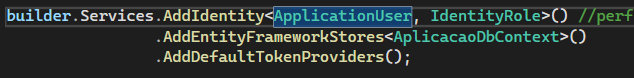 builder.Services.AddIdentity<ApplicationUser, IdentityRole>() //perf
.AddEntityFrameworkStores<AplicacaoDbContext>()
.AddDefaultTokenProviders();